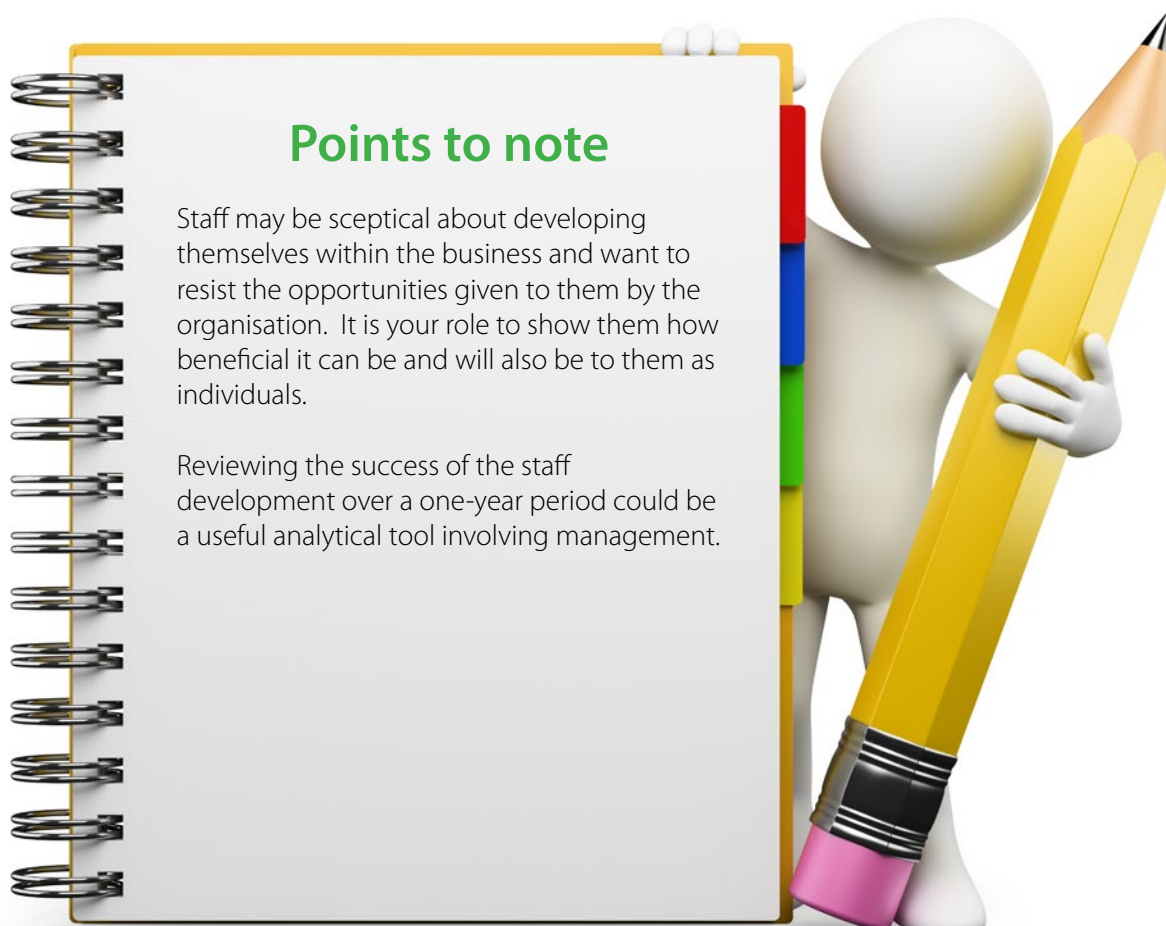 Points to note
Staff may be sceptical about developing
themselves within the business and want to
resist the opportunities given to them by the
organisation.  It is your role to show them how
beneficial it can be and will also be to them as
individuals.
Reviewing the success of the staff
development over a one-year period could be
a useful analytical tool involving management.